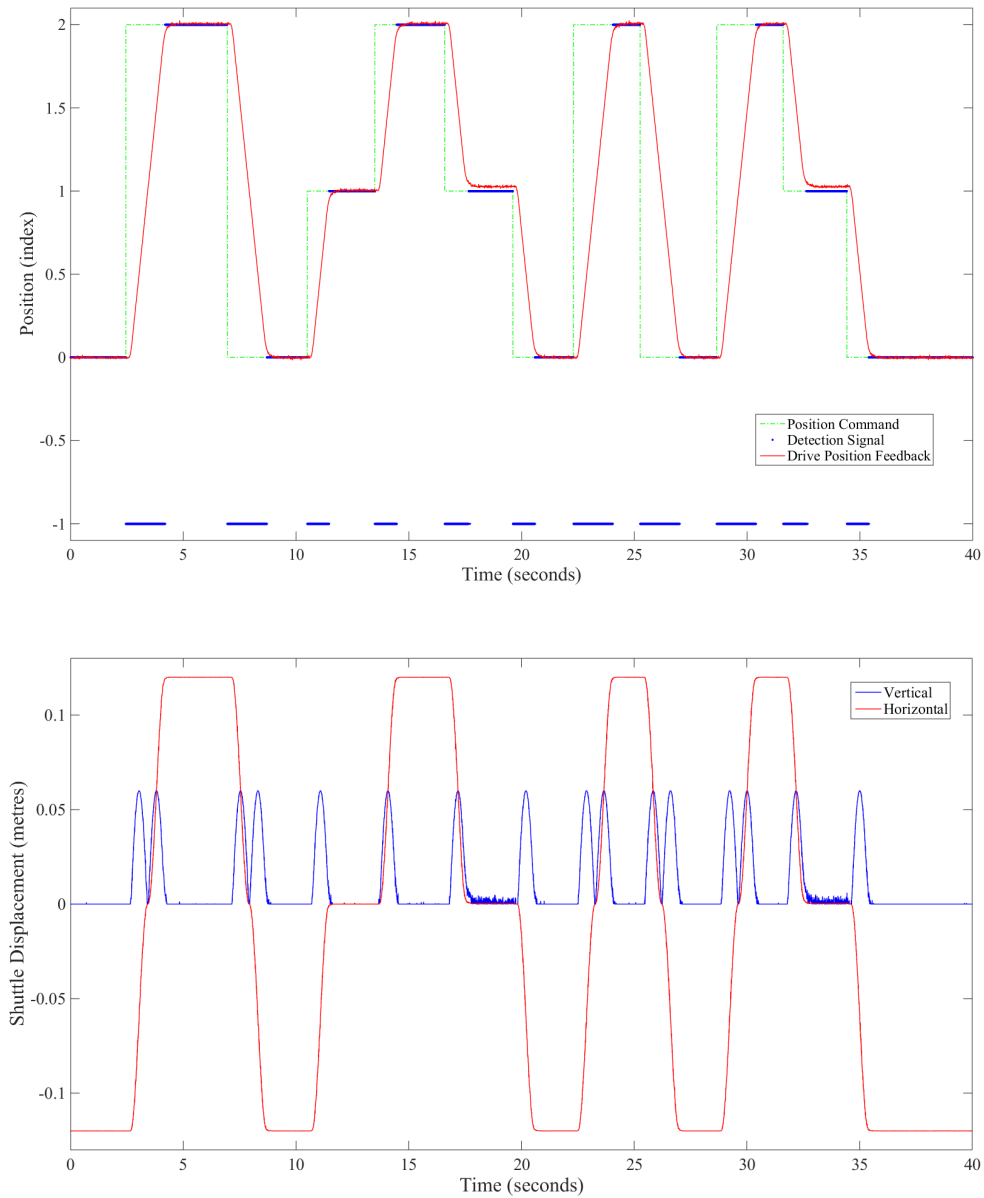 2
1.5
1
0.5
0
-0.5
-1
Position (index)
Position Command
Detection Signal
Drive Position Feedback
0 5 10 15 20 25 30 35 40
Time (seconds)
0.1
0.05
0
-0.05
-0.1
Shuttle Displacement (metres)
Vertical
Horizontal
0 5 10 15 20 25 30 35 40
Time (seconds)